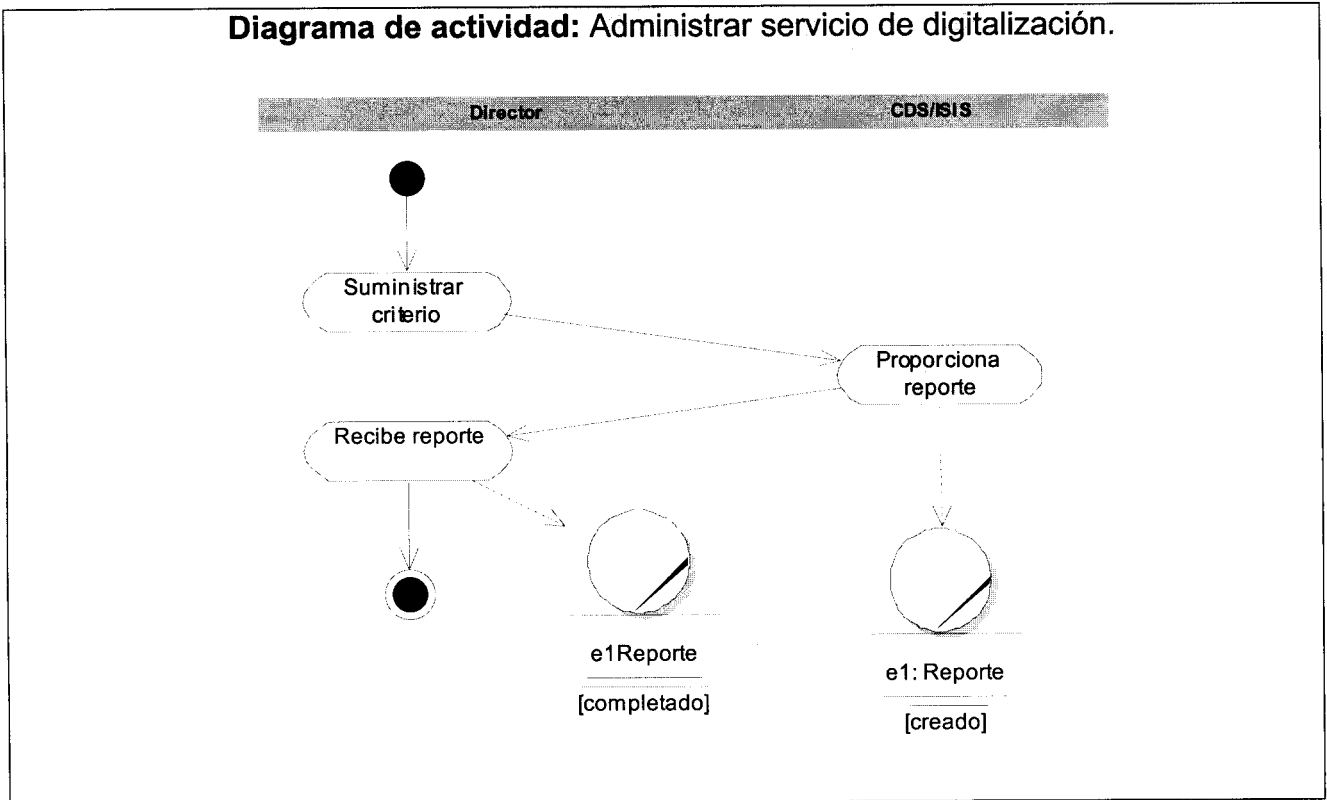 Diagrama de actividad: Administrar servicio de digitalización.
Director
CDS/ISIS
Suministrar
criterio
Proporciona
reporte
Recibe reporte
e1Reporte
[completado]
e1: Reporte
[creado]